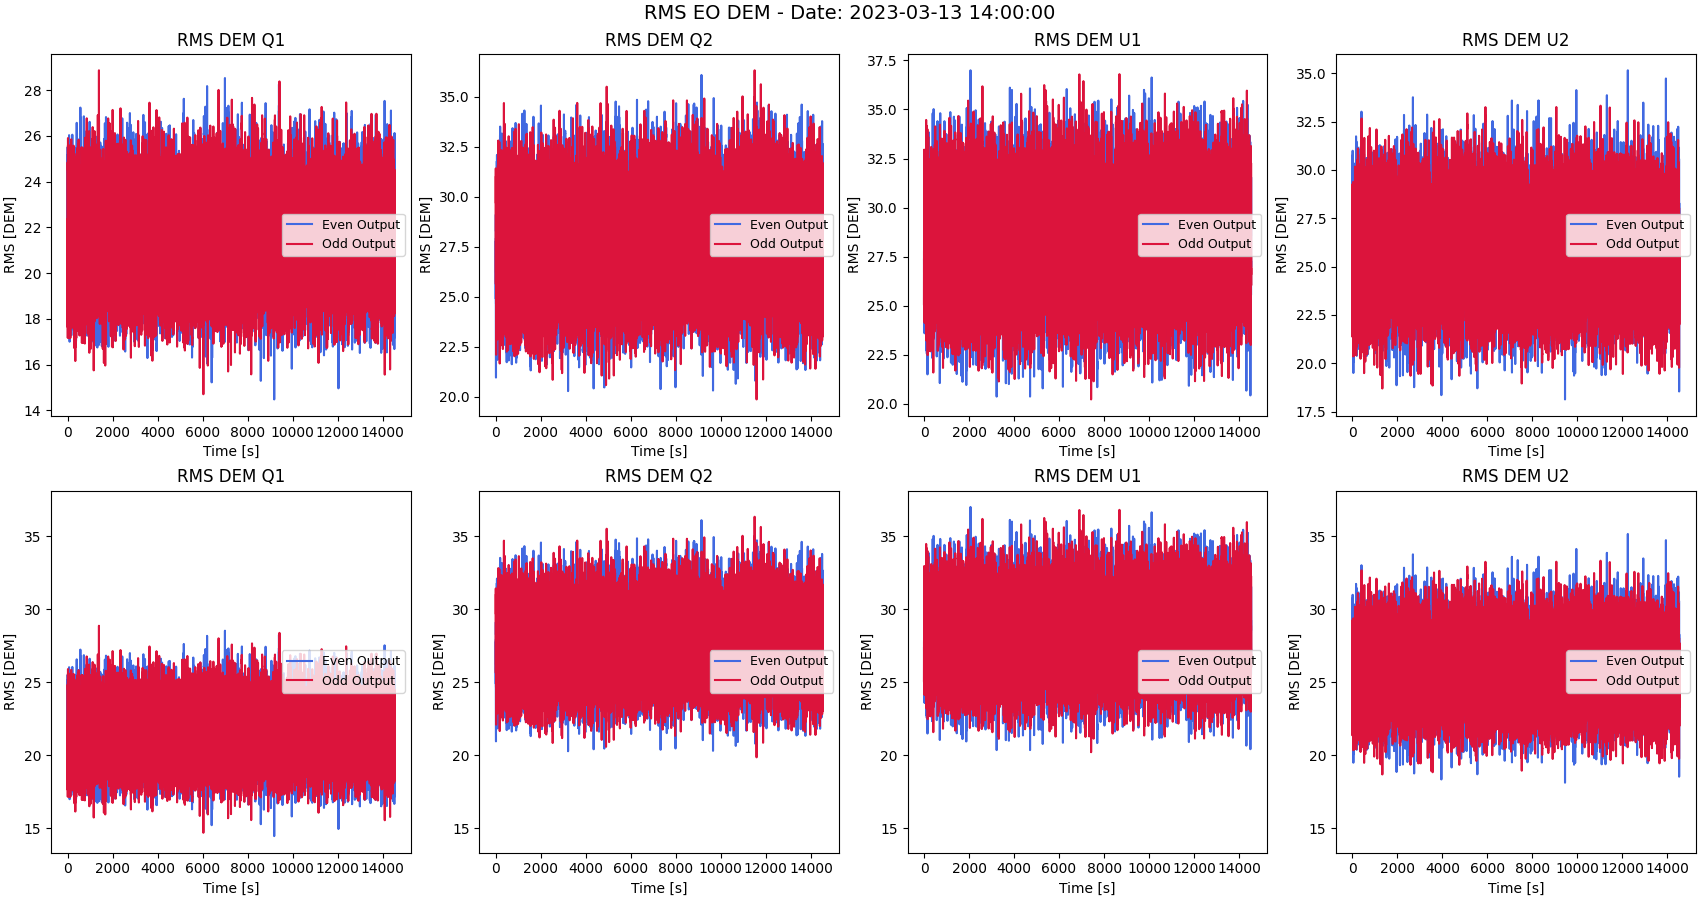 RMS EO DEM - Date: 2023-03-13 14:00:00
RMS DEM Q1
RMS [DEM]
28
26
24
22
20
18
16
14
Even Output
Odd Output
0 2000 4000 6000 8000 10000 12000 14000
Time [s]
RMS DEM Q2
RMS [DEM]
35.0
32.5
30.0
27.5
25.0
22.5
20.0
Even Output
Odd Output
0 2000 4000 6000 8000 10000 12000 14000
Time [s]
RMS DEM U1
RMS [DEM]
37.5
35.0
32.5
30.0
27.5
25.0
22.5
20.0
Even Output
Odd Output
0 2000 4000 6000 8000 10000 12000 14000
Time [s]
RMS DEM U2
RMS [DEM]
35.0
32.5
30.0
27.5
25.0
22.5
20.0
17.5
Even Output
Odd Output
0 2000 4000 6000 8000 10000 12000 14000
Time [s]
RMS DEM Q1
RMS [DEM]
35
30
25
20
15
Even Output
Odd Output
0 2000 4000 6000 8000 10000 12000 14000
Time [s]
RMS DEM Q2
RMS [DEM]
35
30
25
20
15
Even Output
Odd Output
0 2000 4000 6000 8000 10000 12000 14000
Time [s]
RMS DEM U1
RMS [DEM]
35
30
25
20
15
Even Output
Odd Output
0 2000 4000 6000 8000 10000 12000 14000
Time [s]
RMS DEM U2
RMS [DEM]
35
30
25
20
15
Even Output
Odd Output
0 2000 4000 6000 8000 10000 12000 14000
Time [s]